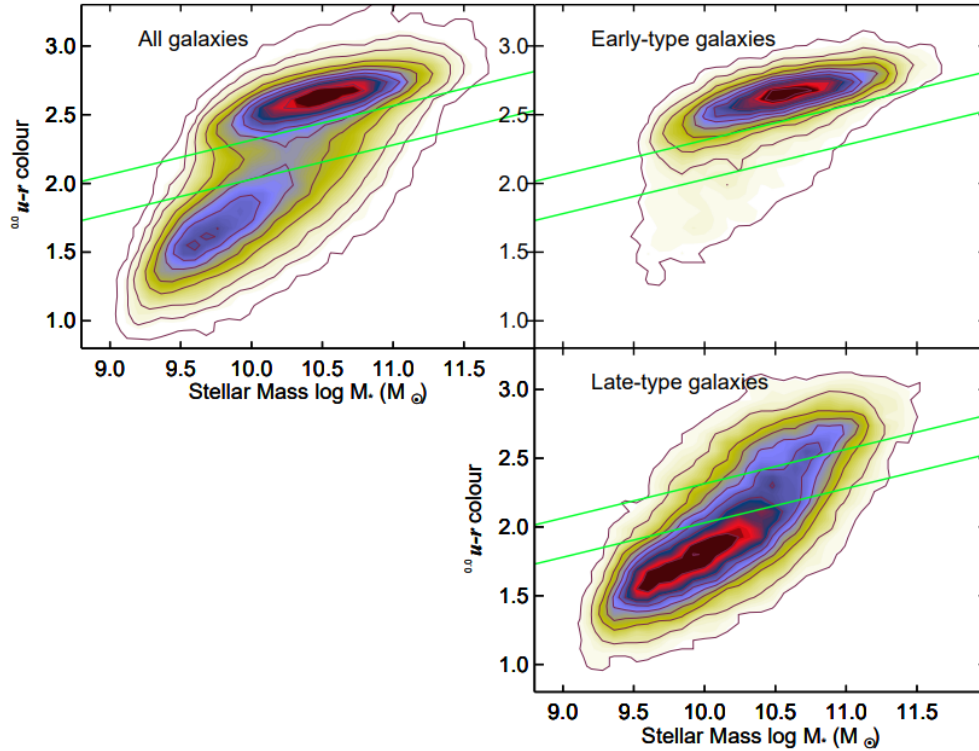 All galaxies
3.0
2.5
2.0
1.5
1.0
0.0 u-r colour
9.0 9.5 10.0 10.5 11.0 11.5
Stellar Mass log M* (M⊙)
Early-type galaxies
3.0
2.5
2.0
1.5
1.0
Late-type galaxies
3.0
2.5
2.0
1.5
1.0
0.0 u-r colour
9.0 9.5 10.0 10.5 11.0 11.5
Stellar Mass log M* (M⊙)